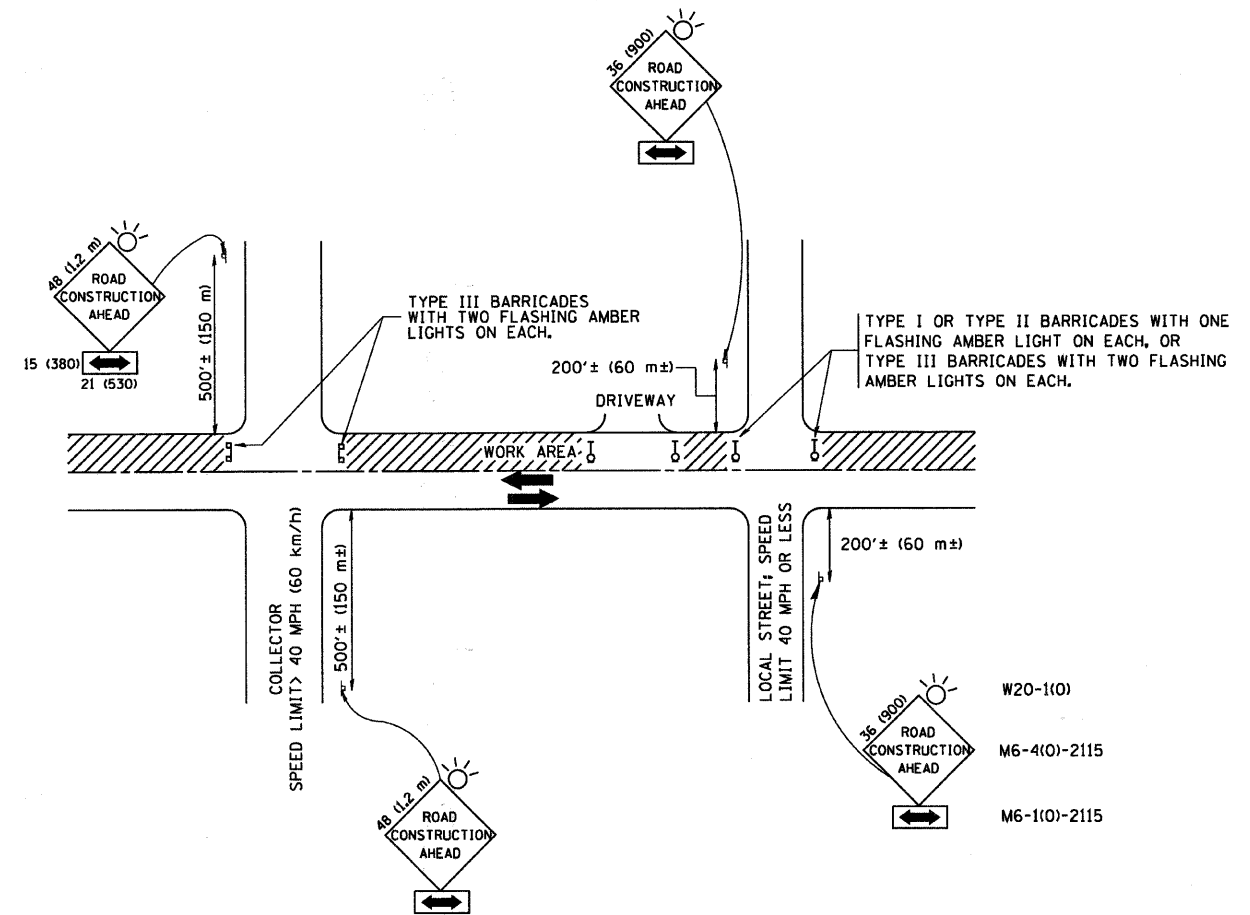 36 (900)
ROAD
CONSTRUCTION
AHEAD
48 (1.2 m)
ROAD
CONSTRUCTION
AHEAD
15 (380)
21 (530)
500'± (150 m)
TYPE III BARRICADES
WITH TWO FLASHING AMBER
LIGHTS ON EACH.
200'± (60 m±)
DRIVEWAY
TYPE I OR TYPE II BARRICADES WITH ONE
FLASHING AMBER LIGHT ON EACH, OR
TYPE III BARRICADES WITH TWO FLASHING
AMBER LIGHTS ON EACH.
WORK AREA
COLLECTOR
SPEED LIMIT> 40 MPH (60 km/h)
500'± (150 m±)
LOCAL STREET; SPEED
LIMIT 40 MPH OR LESS
200'± (60 m±)
36 (900)
ROAD
CONSTRUCTION
AHEAD
W20-1(O)
M6-4(O)-2115
M6-1(O)-2115
48 (1.2 m)
ROAD
CONSTRUCTION
AHEAD